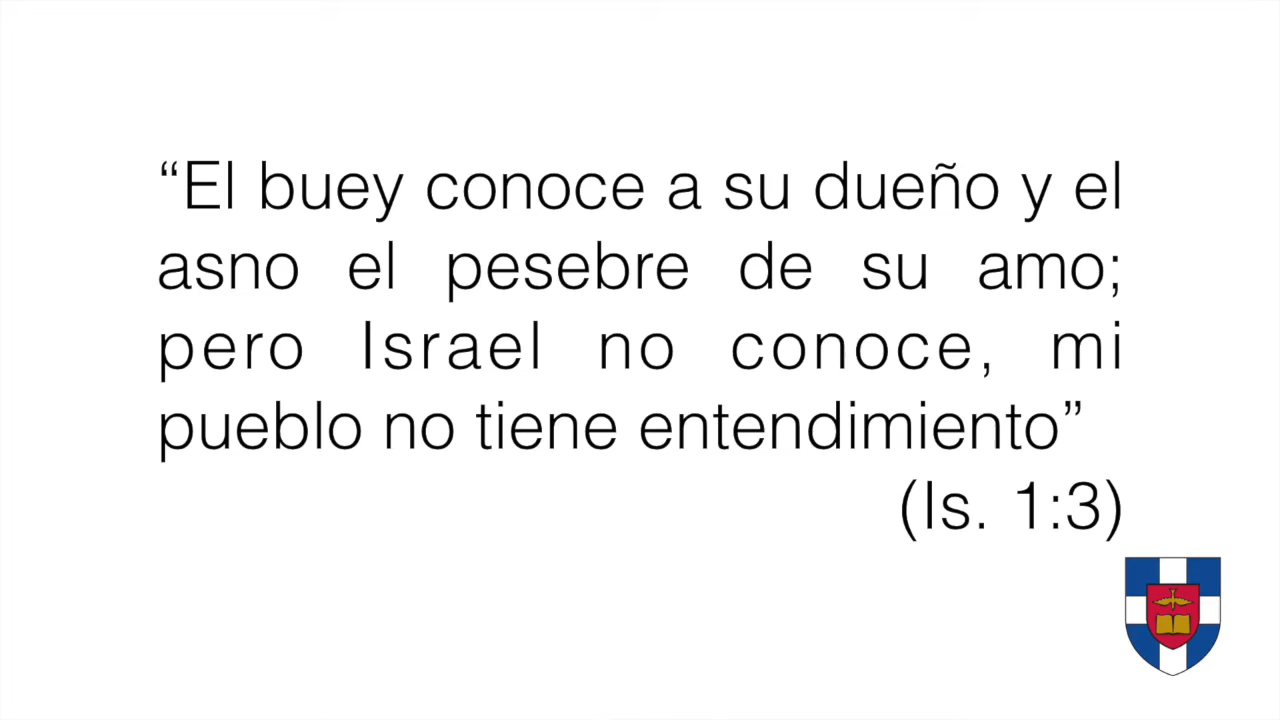 “El buey conoce a su dueño y el
asno el pesebre de su amo;
pero Israel no conoce, mi
pueblo no tiene entendimiento”
(Is. 1:3)